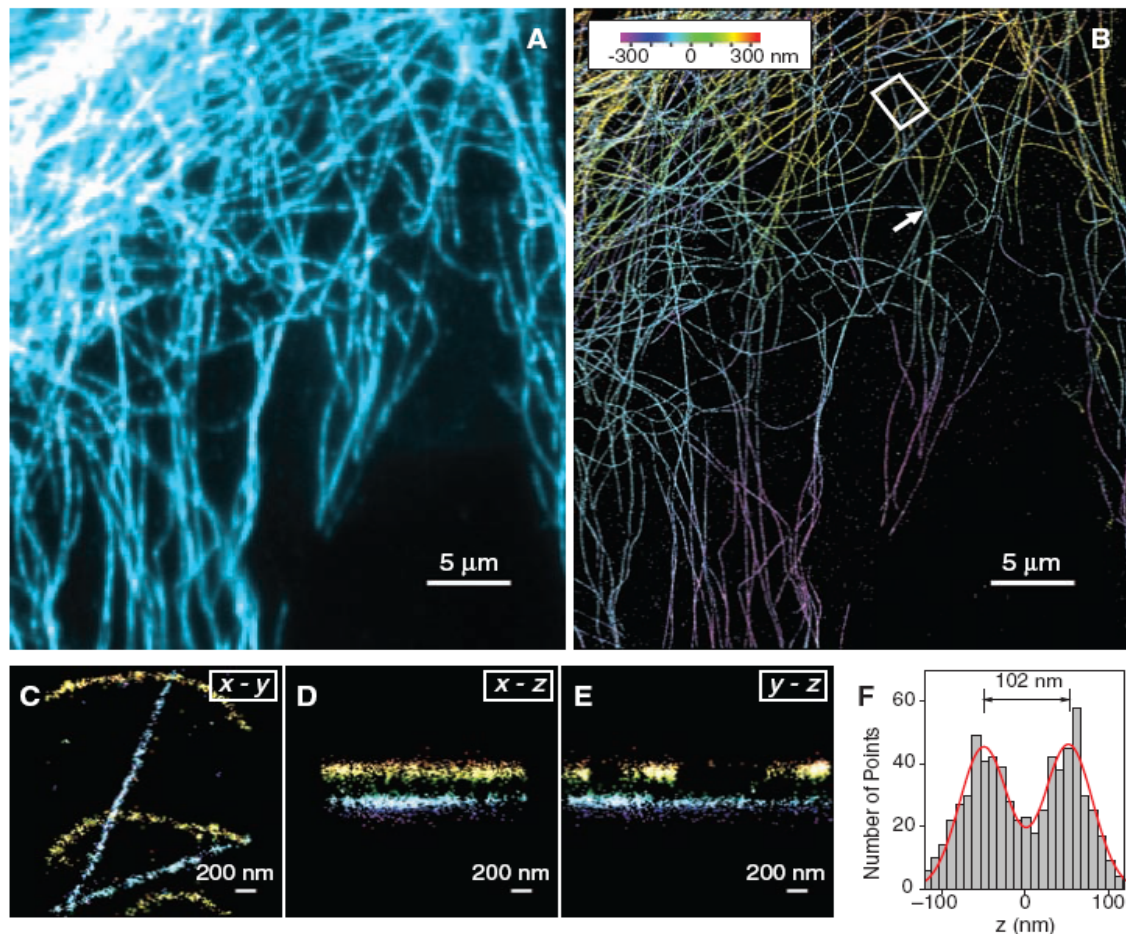 A
-300 0 300 nm
B
5 μm
5 μm
C
x - y
200 nm
D
x - z
200 nm
E
y - z
200 nm
F
102 nm
60
40
20
0
Number of Points
−100 0 100
z (nm)